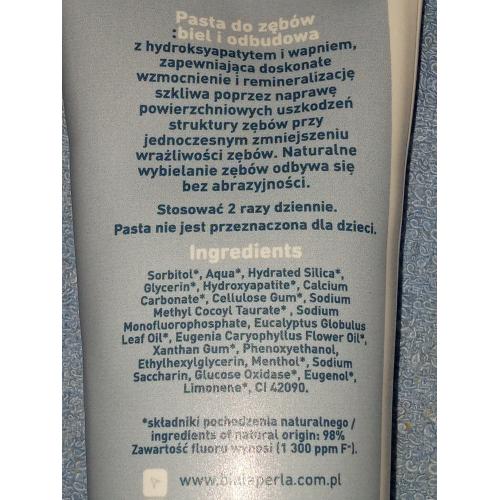 Pasta do zębów
:biel i odbudowa
z hydroksyapatytem i wapniem,
zapewniająca doskonałe
wzmocnienie i remineralizację
szkliwa poprzez naprawę
powierzchniowych uszkodzeń
struktury zębów przy
jednoczesnym zmniejszeniu
wrażliwości zębów. Naturalne
wybielanie zębów odbywa się
bez abrazyjności.
Stosować 2 razy dziennie.
Pasta nie jest przeznaczona dla dzieci.
Ingredients
Sorbitol*, Aqua*, Hydrated Silica*,
Glycerin*, Hydroxyapatite*, Calcium
Carbonate*, Cellulose Gum*, Sodium
Methyl Cocoyl Taurate* , Sodium
Monofluorophosphate, Eucalyptus Globulus
Leaf Oil*, Eugenia Caryophyllus Flower Oil*,
Xanthan Gum*, Phenoxyethanol,
Ethylhexylglycerin, Menthol*, Sodium
Saccharin, Glucose Oxidase*, Eugenol*,
Limonene*, CI 42090.
*składniki pochodzenia naturalnego /
ingredients of natural origin: 98%
Zawartość fluoru wynosi (1 300 ppm F-).
www.bialaperla.com.pl